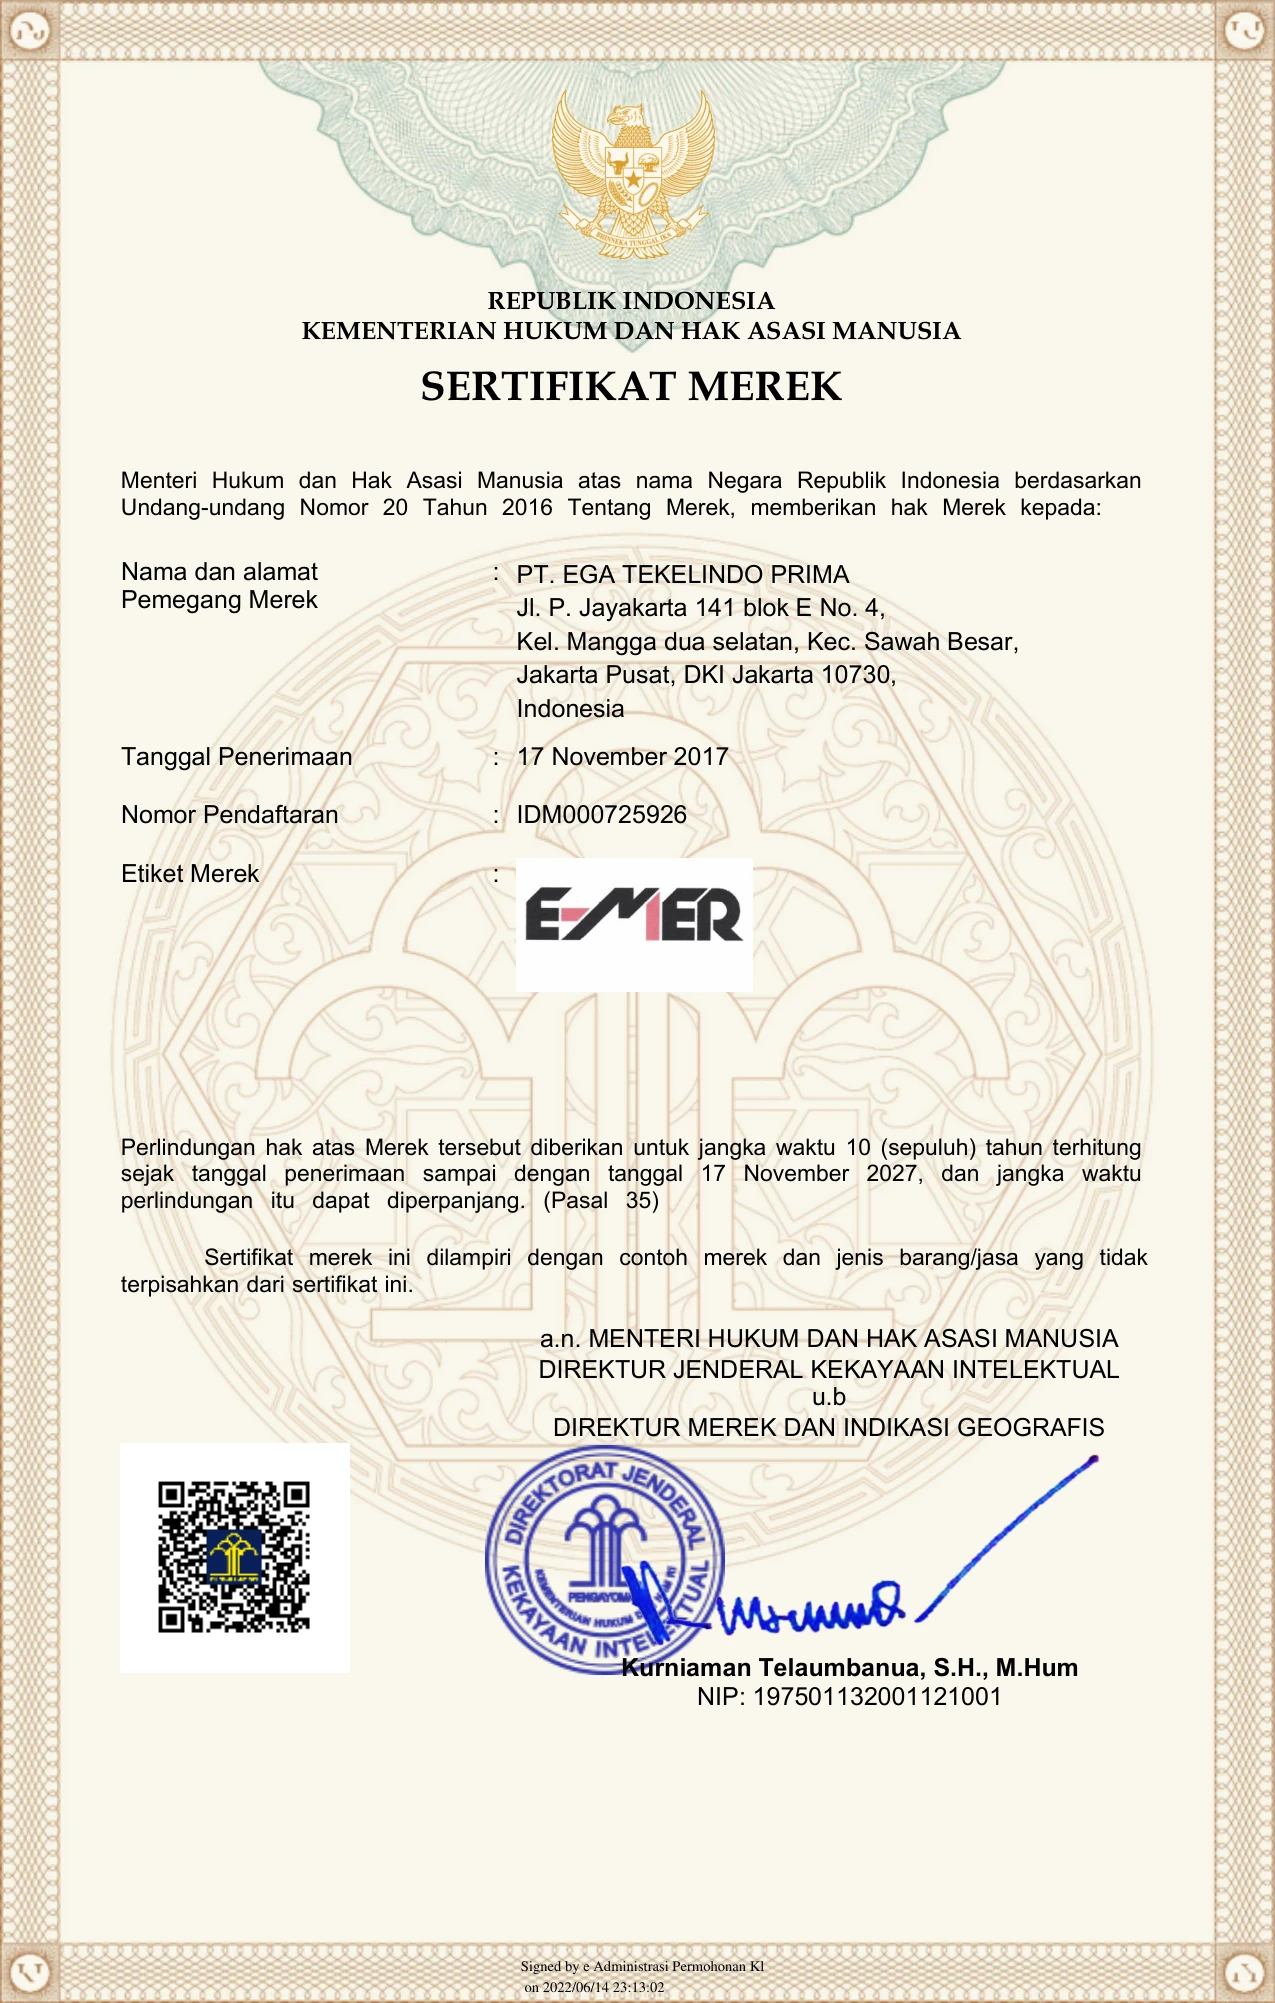 BHINNEKA TUNGGAL IKA
REPUBLIK INDONESIA
KEMENTERIAN HUKUM DAN HAK ASASI MANUSIA
SERTIFIKAT MEREK
Menteri Hukum dan Hak Asasi Manusia atas nama Negara Republik Indonesia berdasarkan
Undang-undang Nomor 20 Tahun 2016 Tentang Merek, memberikan hak Merek kepada:
Nama dan alamat : PT. EGA TEKELINDO PRIMA
Pemegang Merek
Jl. P. Jayakarta 141 blok E No. 4,
Kel. Mangga dua selatan, Kec. Sawah Besar,
Jakarta Pusat, DKI Jakarta 10730,
Indonesia
Tanggal Penerimaan : 17 November 2017
Nomor Pendaftaran : IDM000725926
Etiket Merek :
E-MER
Perlindungan hak atas Merek tersebut diberikan untuk jangka waktu 10 (sepuluh) tahun terhitung
sejak tanggal penerimaan sampai dengan tanggal 17 November 2027, dan jangka waktu
perlindungan itu dapat diperpanjang. (Pasal 35)
Sertifikat merek ini dilampiri dengan contoh merek dan jenis barang/jasa yang tidak
terpisahkan dari sertifikat ini.
a.n. MENTERI HUKUM DAN HAK ASASI MANUSIA
DIREKTUR JENDERAL KEKAYAAN INTELEKTUAL
u.b
DIREKTUR MEREK DAN INDIKASI GEOGRAFIS
DIREKTORAT JENDERAL
KEKAYAAN INTELEKTUAL
KEMENTERIAN HUKUM
Kurniaman Telaumbanua, S.H., M.Hum
NIP: 197501132001121001
Signed by e Administrasi Permohonan KI
on 2022/06/14 23:13:02